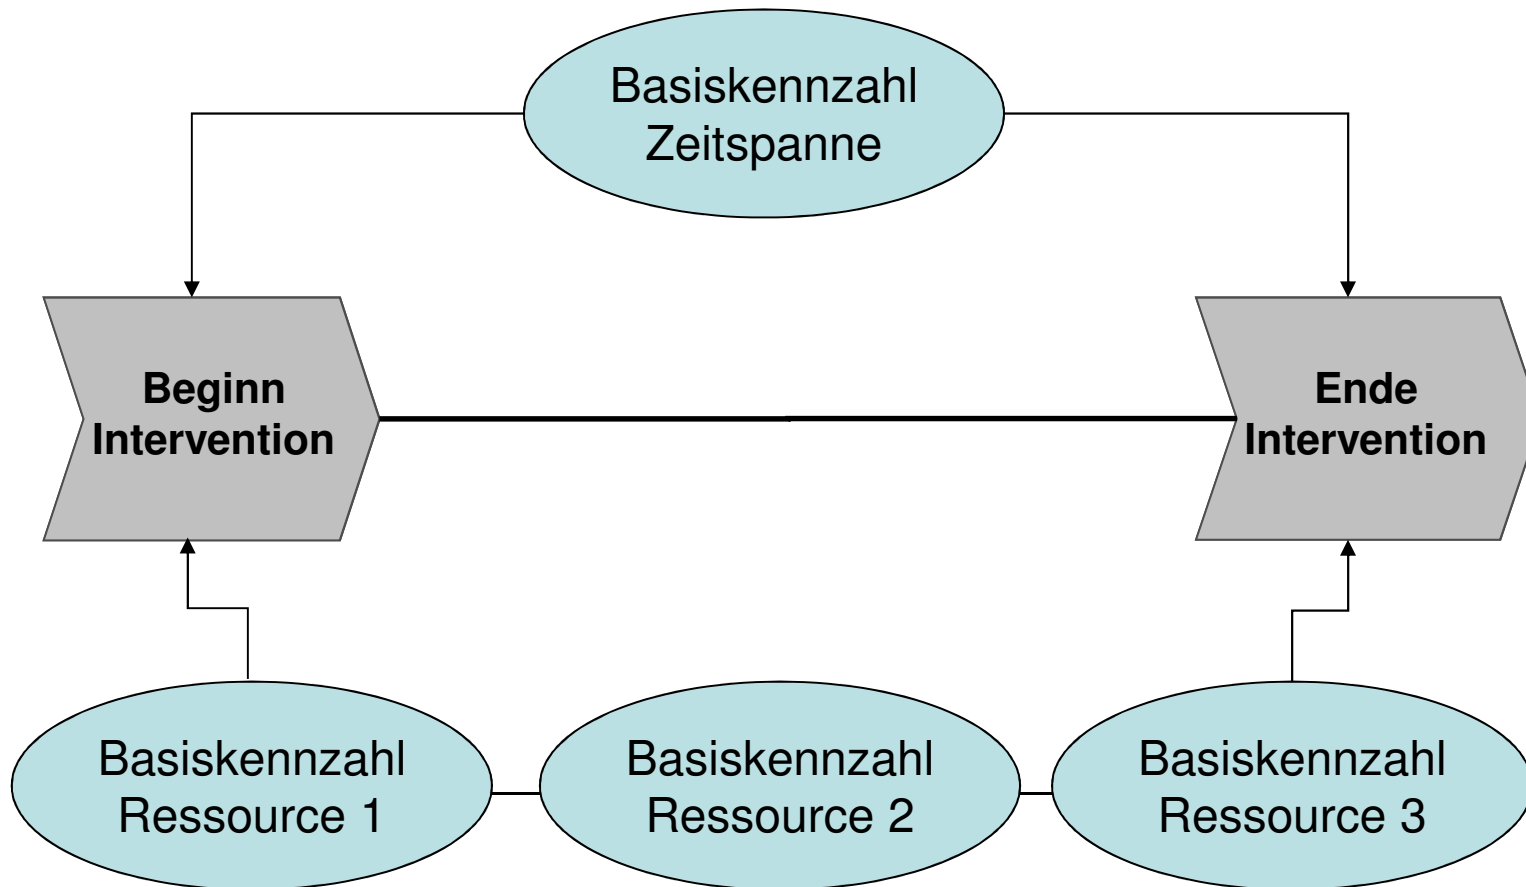 Basiskennzahl
Zeitspanne
Beginn
Intervention
Ende
Intervention
Basiskennzahl
Ressource 1
Basiskennzahl
Ressource 2
Basiskennzahl
Ressource 3